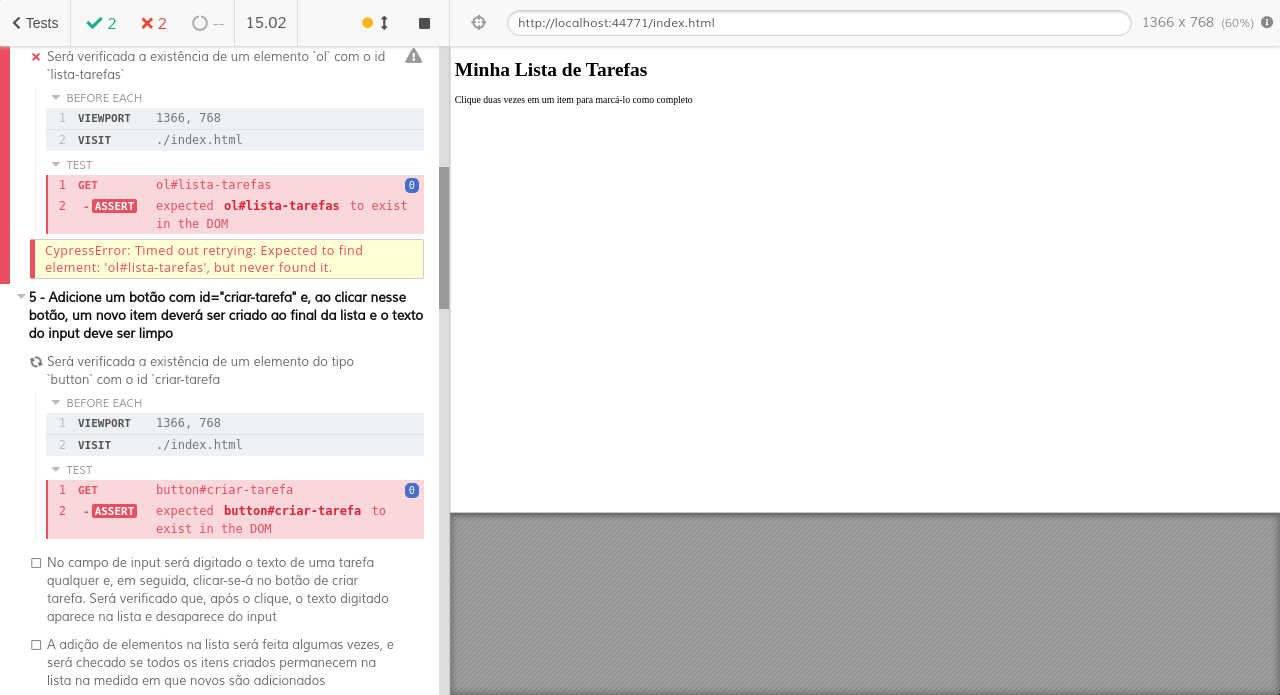 Tests
2
2
--
15.02
http://localhost:44771/index.html
1366 x 768 (60%)
Será verificada a existência de um elemento `ol` com o id
`lista-tarefas`
BEFORE EACH
1 VIEWPORT 1366, 768
2 VISIT ./index.html
TEST
1 GET ol#lista-tarefas 0
2 -ASSERT expected ol#lista-tarefas to exist
in the DOM
CypressError: Timed out retrying: Expected to find
element: 'ol#lista-tarefas', but never found it.
5 - Adicione um botão com id="criar-tarefa" e, ao clicar nesse
botão, um novo item deverá ser criado ao final da lista e o texto
do input deve ser limpo
Será verificada a existência de um elemento do tipo
`button` com o id `criar-tarefa
BEFORE EACH
1 VIEWPORT 1366, 768
2 VISIT ./index.html
TEST
1 GET button#criar-tarefa 0
2 -ASSERT expected button#criar-tarefa to
exist in the DOM
No campo de input será digitado o texto de uma tarefa
qualquer e, em seguida, clicar-se-á no botão de criar
tarefa. Será verificado que, após o clique, o texto digitado
aparece na lista e desaparece do input
A adição de elementos na lista será feita algumas vezes, e
será checado se todos os itens criados permanecem na
lista na medida em que novos são adicionados
Minha Lista de Tarefas
Clique duas vezes em um item para marcá-lo como completo